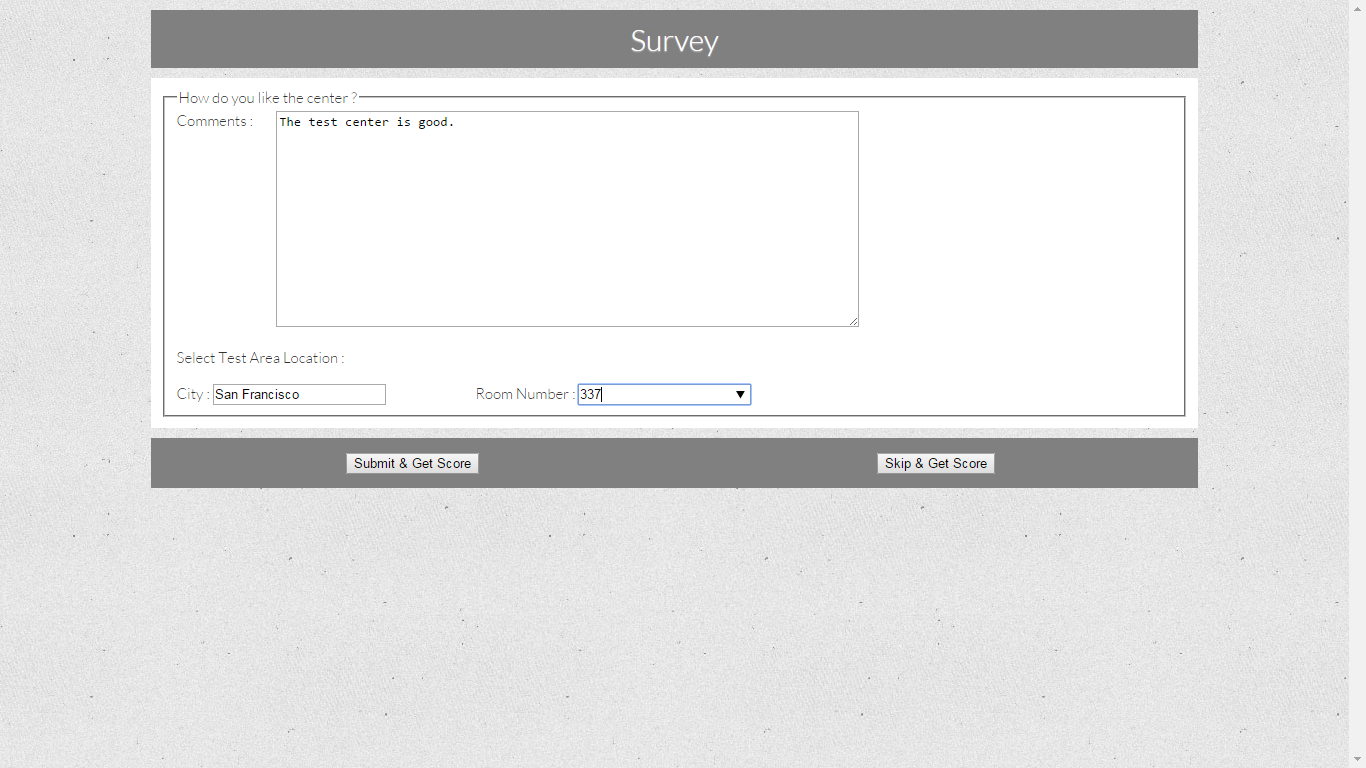 Survey
How do you like the center ?
Comments :
The test center is good.
Select Test Area Location :
City : San Francisco Room Number : 337
Submit & Get Score Skip & Get Score